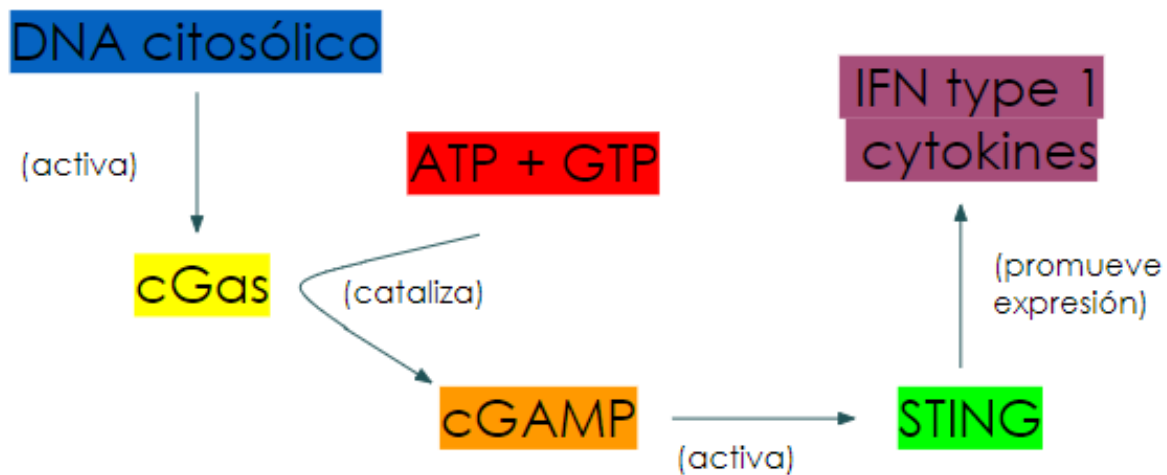 DNA citosólico
(activa)
cGas
ATP + GTP
(cataliza)
cGAMP
(activa)
STING
(promueve
expresión)
IFN type 1
cytokines